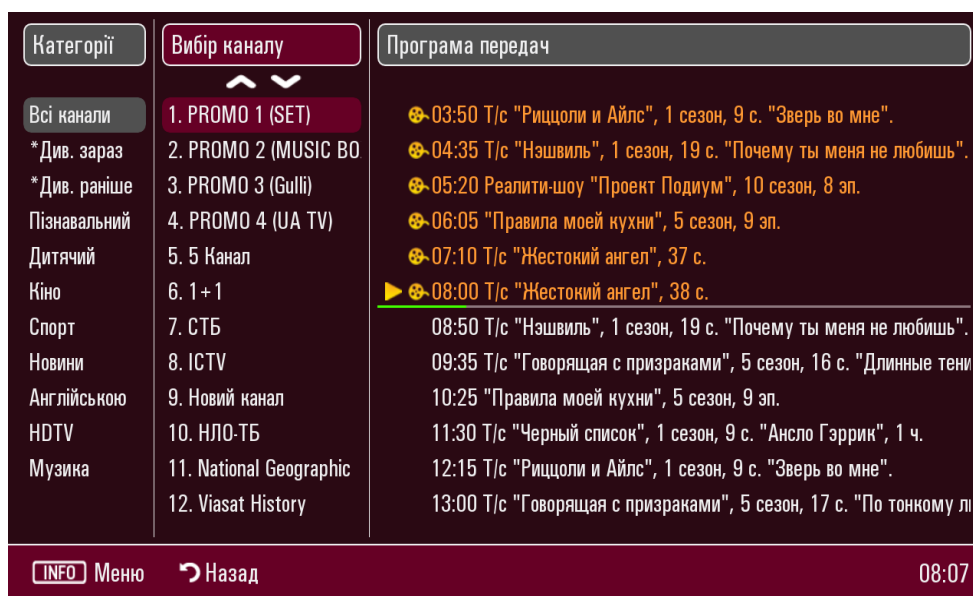 Категорії
Вибір каналу
Програма передач
Всі канали
*Див. зараз
*Див. раніше
Пізнавальний
Дитячий
Кіно
Спорт
Новини
Англійською
HDTV
Музика
1. PROMO 1 (SET)
2. PROMO 2 (MUSIC BO
3. PROMO 3 (Gulli)
4. PROMO 4 (UA TV)
5. 5 Канал
6. 1+1
7. СТБ
8. ICTV
9. Новий канал
10. НЛО-ТБ
11. National Geographic
12. Viasat History
03:50 Т/с "Риццоли и Айлс", 1 сезон, 9 с. "Зверь во мне".
04:35 Т/с "Нэшвиль", 1 сезон, 19 с. "Почему ты меня не любишь".
05:20 Реалити-шоу "Проект Подиум", 10 сезон, 8 эп.
06:05 "Правила моей кухни", 5 сезон, 9 эп.
07:10 Т/с "Жестокий ангел", 37 с.
08:00 Т/с "Жестокий ангел", 38 с.
08:50 Т/с "Нэшвиль", 1 сезон, 19 с. "Почему ты меня не любишь".
09:35 Т/с "Говорящая с призраками", 5 сезон, 16 с. "Длинные тени
10:25 "Правила моей кухни", 5 сезон, 9 эп.
11:30 Т/с "Черный список", 1 сезон, 9 с. "Ансло Гэррик", 1 ч.
12:15 Т/с "Риццоли и Айлс", 1 сезон, 9 с. "Зверь во мне".
13:00 Т/с "Говорящая с призраками", 5 сезон, 17 с. "По тонкому
INFO Меню
Назад
08:07